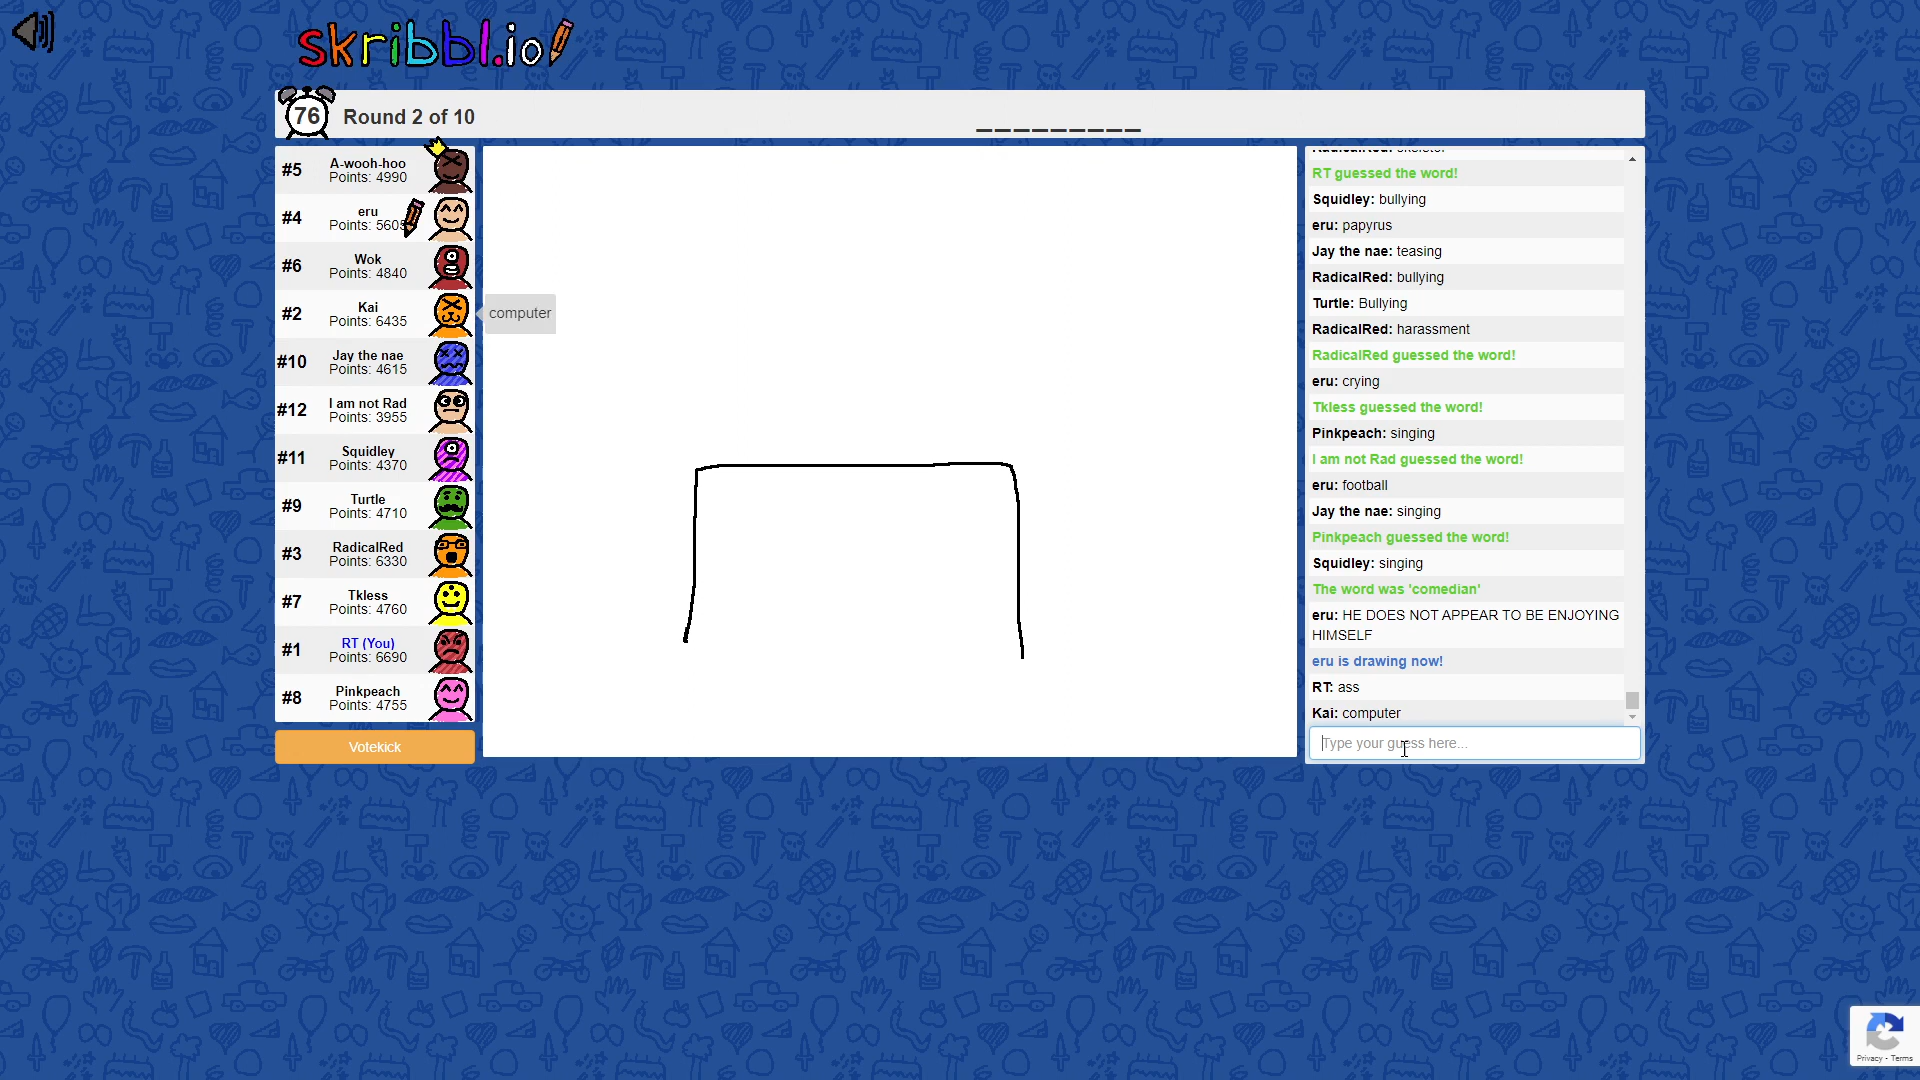 skribbl.io
76
Round 2 of 10
_________
#5
A-wooh-hoo
Points: 4990
#4
eru
Points: 5605
#6
Wok
Points: 4840
#2
Kai
Points: 6435
computer
#10
Jay the nae
Points: 4615
#12
I am not Rad
Points: 3955
#11
Squidley
Points: 4370
#9
Turtle
Points: 4710
#3
RadicalRed
Points: 6330
#7
Tkless
Points: 4760
#1
RT (You)
Points: 6690
#8
Pinkpeach
Points: 4755
Votekick
RT guessed the word!
Squidley: bullying
eru: papyrus
Jay the nae: teasing
RadicalRed: bullying
Turtle: Bullying
RadicalRed: harassment
RadicalRed guessed the word!
eru: crying
Tkless guessed the word!
Pinkpeach: singing
I am not Rad guessed the word!
eru: football
Jay the nae: singing
Pinkpeach guessed the word!
Squidley: singing
The word was 'comedian'
eru: HE DOES NOT APPEAR TO BE ENJOYING
HIMSELF
eru is drawing now!
RT: ass
Kai: computer
Type your guess here...
Privacy - Terms